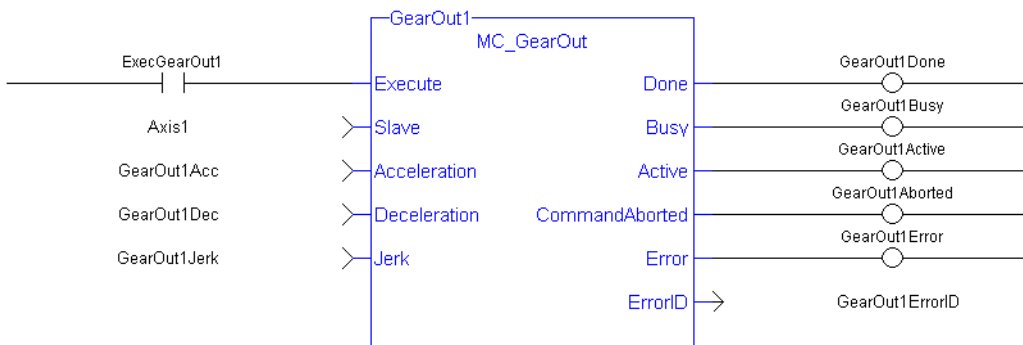 GearOut1
MC_GearOut
ExecGearOut1 Execute Done GearOut1Done
Axis1 Slave Busy GearOut1Busy
GearOut1Acc Acceleration Active GearOut1Active
GearOut1Dec Deceleration CommandAborted GearOut1Aborted
GearOut1Jerk Jerk Error GearOut1Error
ErrorID GearOut1ErrorID